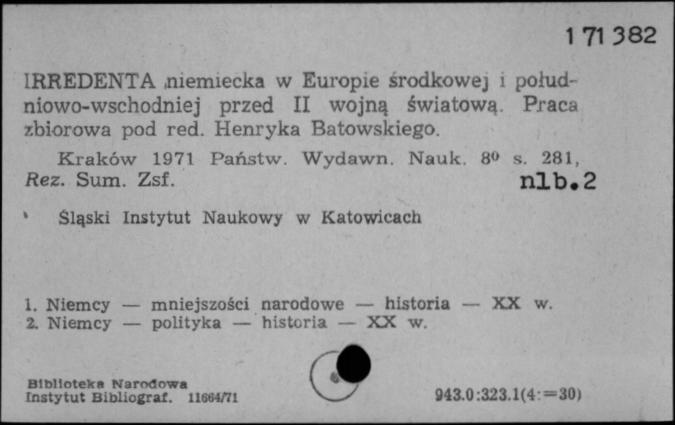 1 71 382
IRREDENTA niemiecka w Europie środkowej i połud-
niowo-wschodniej przed II wojną światową. Praca
zbiorowa pod red. Henryka Batowskiego.
Kraków 1971 Państw. Wydawn. Nauk. 8⁰ s. 281,
Rez. Sum. Zsf.
nlb.2
Śląski Instytut Naukowy w Katowicach
1. Niemcy — mniejszości narodowe — historia — XX w.
2. Niemcy — polityka — historia — XX w.
Biblioteka Narodowa
Instytut Bibliograf. 11664/71
943.0:323.1(4:=30)